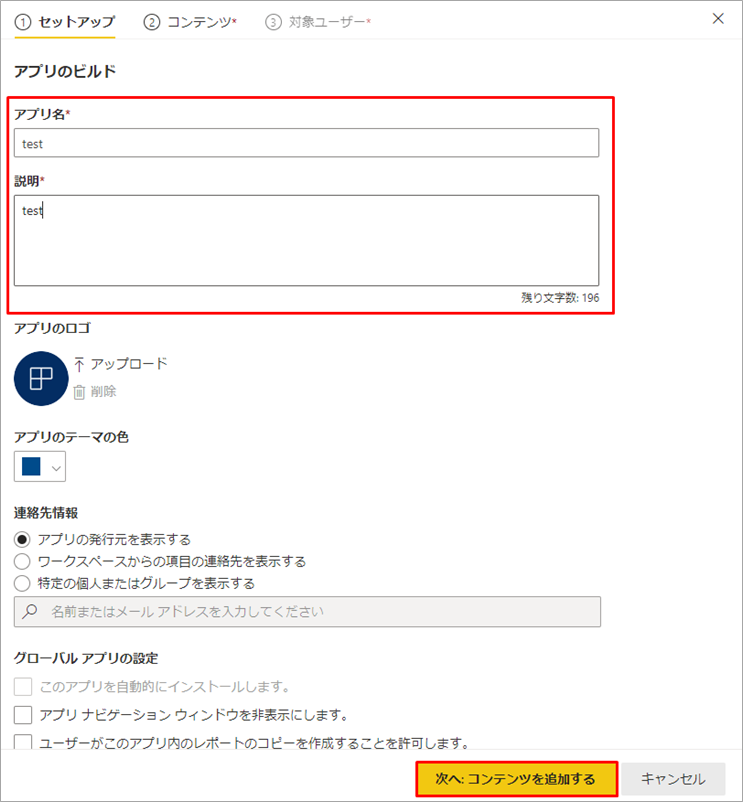 ① セットアップ ② コンテンツ* ③ 対象ユーザー*
アプリのビルド
アプリ名*
test
説明*
test
残り文字数: 196
アプリのロゴ
アップロード
削除
アプリのテーマの色
連絡先情報
アプリの発行元を表示する
ワークスペースからの項目の連絡先を表示する
特定の個人またはグループを表示する
名前またはメール アドレスを入力してください
グローバル アプリの設定
このアプリを自動的にインストールします。
アプリ ナビゲーション ウィンドウを非表示にします。
ユーザーがこのアプリ内のレポートのコピーを作成することを許可します。
次へ: コンテンツを追加する キャンセル